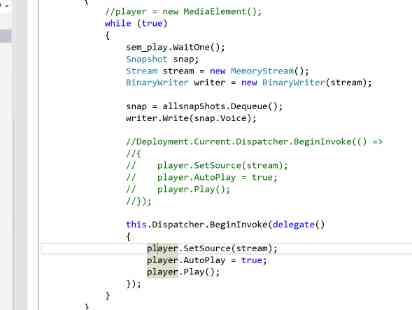 {
//player = new MediaElement();
while (true)
{
sem_play.WaitOne();
Snapshot snap;
Stream stream = new MemoryStream();
BinaryWriter writer = new BinaryWriter(stream);
snap = allsnapShots.Dequeue();
writer.Write(snap.Voice);
//Deployment.Current.Dispatcher.BeginInvoke(() =>
//{
//    player.SetSource(stream);
//    player.AutoPlay = true;
//    player.Play();
//});
this.Dispatcher.BeginInvoke(delegate()
{
player.SetSource(stream);
player.AutoPlay = true;
player.Play();
});
}
}